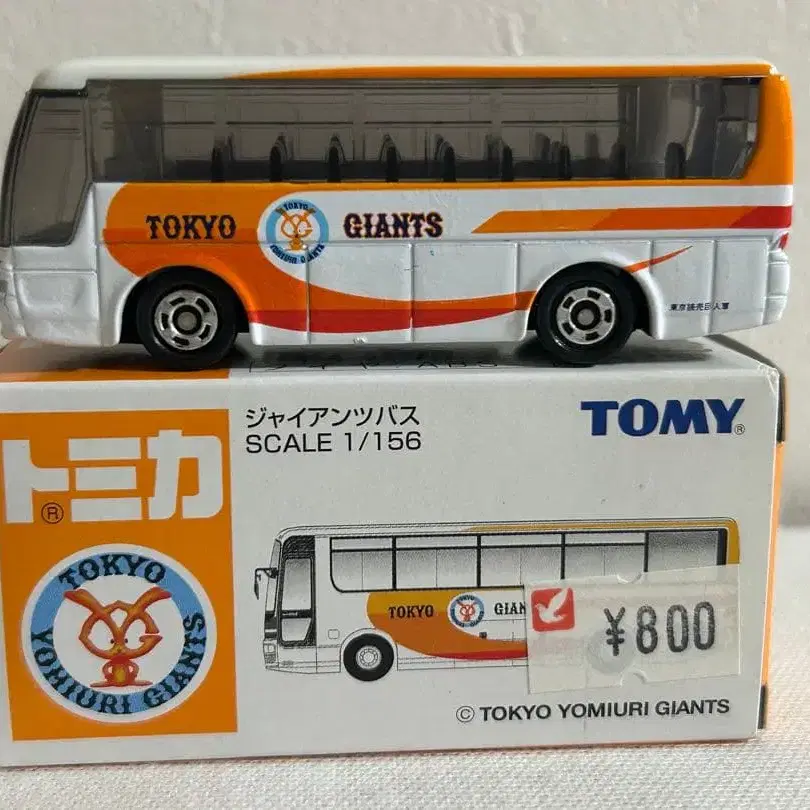 TOKYO
GIANTS
TOKYO
YOMIURI GIANTS
東京読売巨人軍
ジャイアンツバス
SCALE 1/156
TOMY®
トミカ®
TOKYO
YOMIURI GIANTS
TOKYO GIAN
¥800
© TOKYO YOMIURI GIANTS